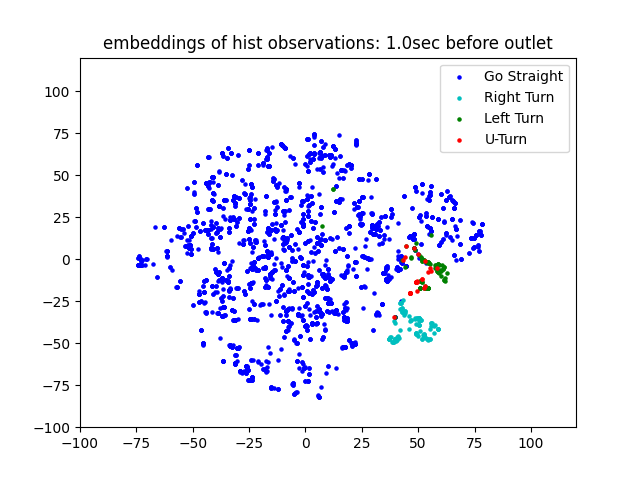 embeddings of hist observations: 1.0sec before outlet
Go Straight
Right Turn
Left Turn
U-Turn
100
75
50
25
0
−25
−50
−75
−100
−100 −75 −50 −25 0 25 50 75 100